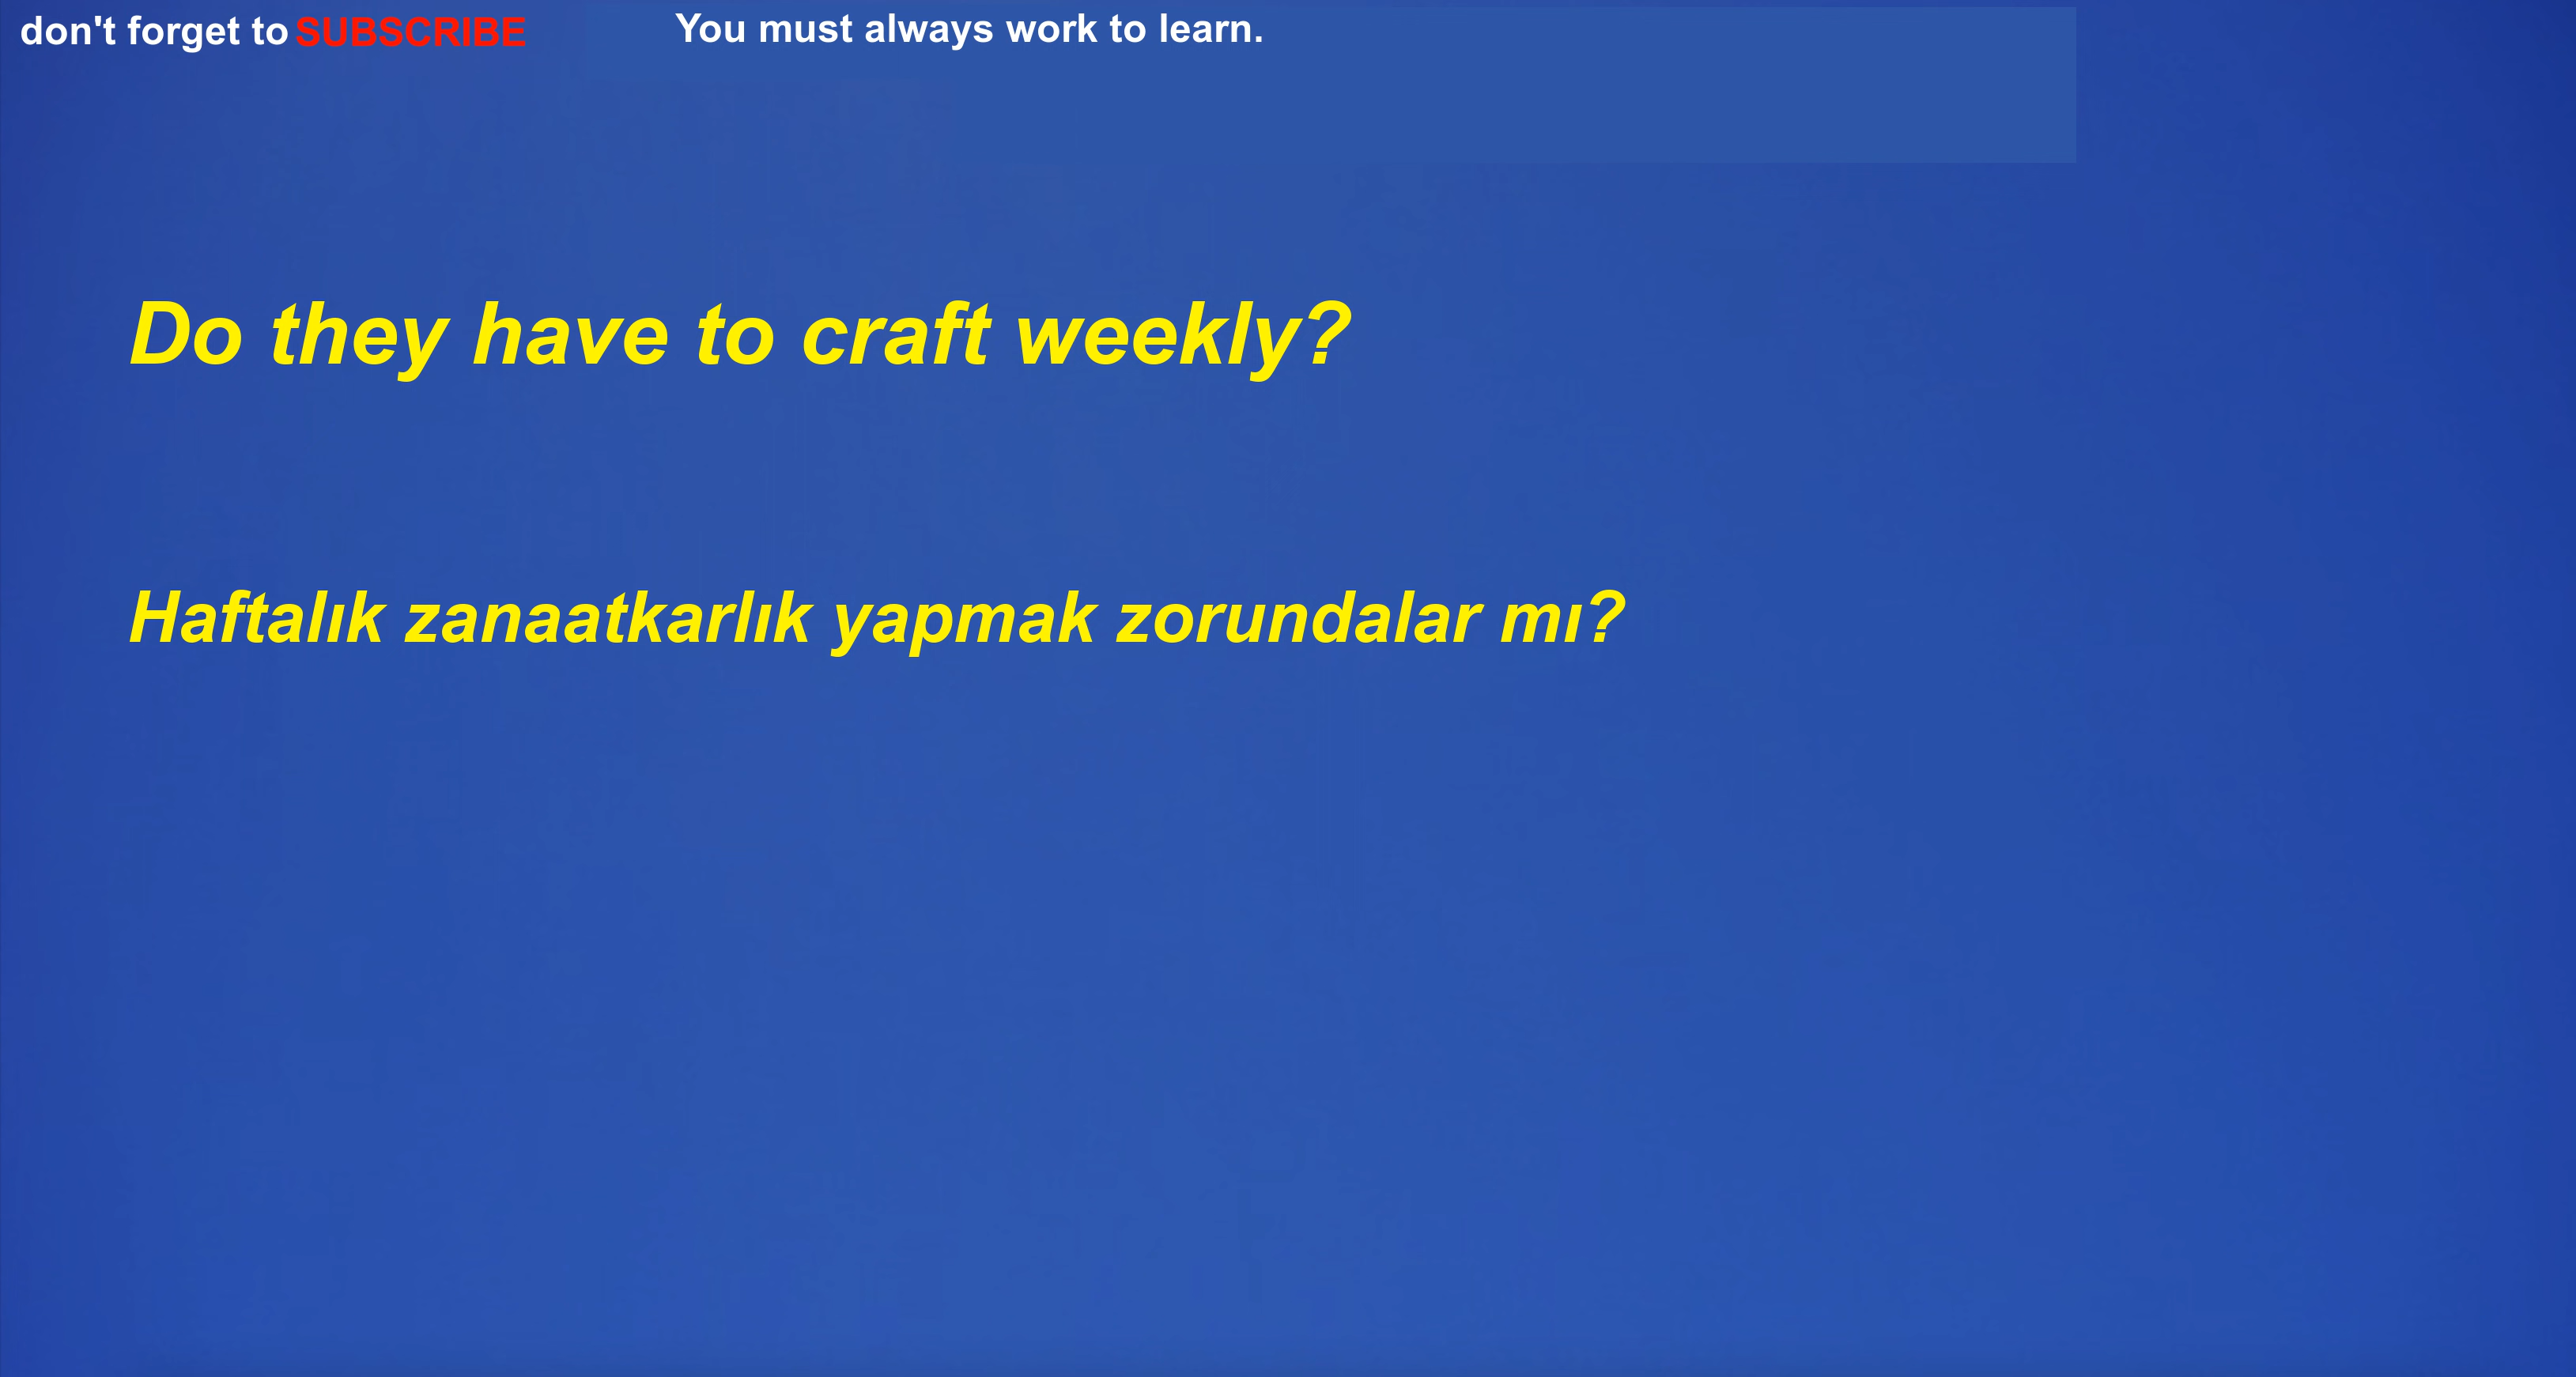 don't forget to SUBSCRIBE
You must always work to learn.
Do they have to craft weekly?
Haftalık zanaatkarlık yapmak zorundalar mı?